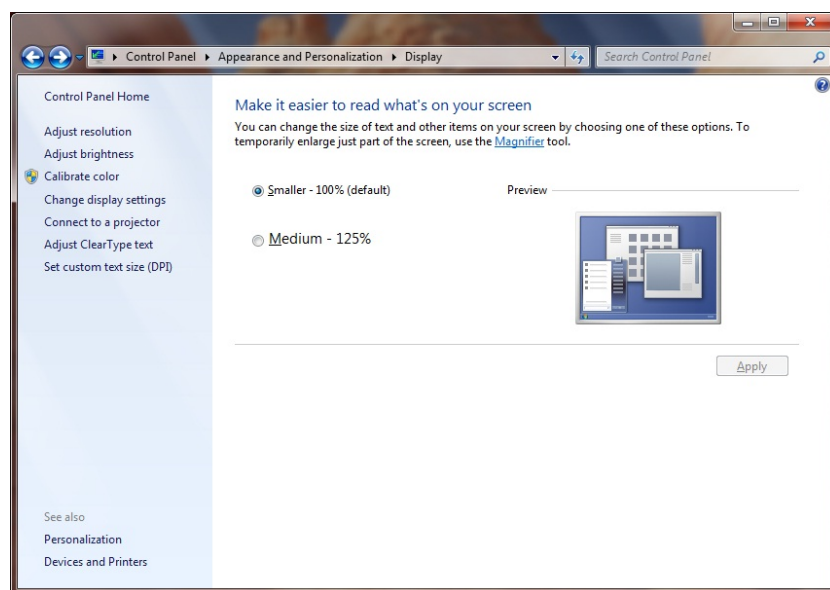 Control Panel ▸ Appearance and Personalization ▸ Display
Search Control Panel
Control Panel Home
Adjust resolution
Adjust brightness
Calibrate color
Change display settings
Connect to a projector
Adjust ClearType text
Set custom text size (DPI)
See also
Personalization
Devices and Printers
Make it easier to read what's on your screen
You can change the size of text and other items on your screen by choosing one of these options. To
temporarily enlarge just part of the screen, use the Magnifier tool.
Smaller - 100% (default)
Preview
Medium - 125%
Apply